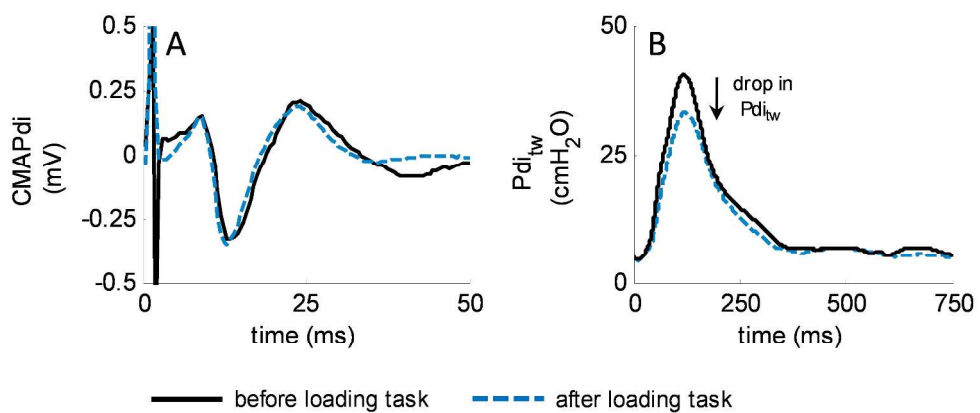 A
CMAPdi
(mV)
0.5
0.25
0
-0.25
-0.5
0 25 50
time (ms)
B
drop in
Pdi_tw
Pdi_tw
(cmH₂O)
50
25
0
0 250 500 750
time (ms)
before loading task
after loading task